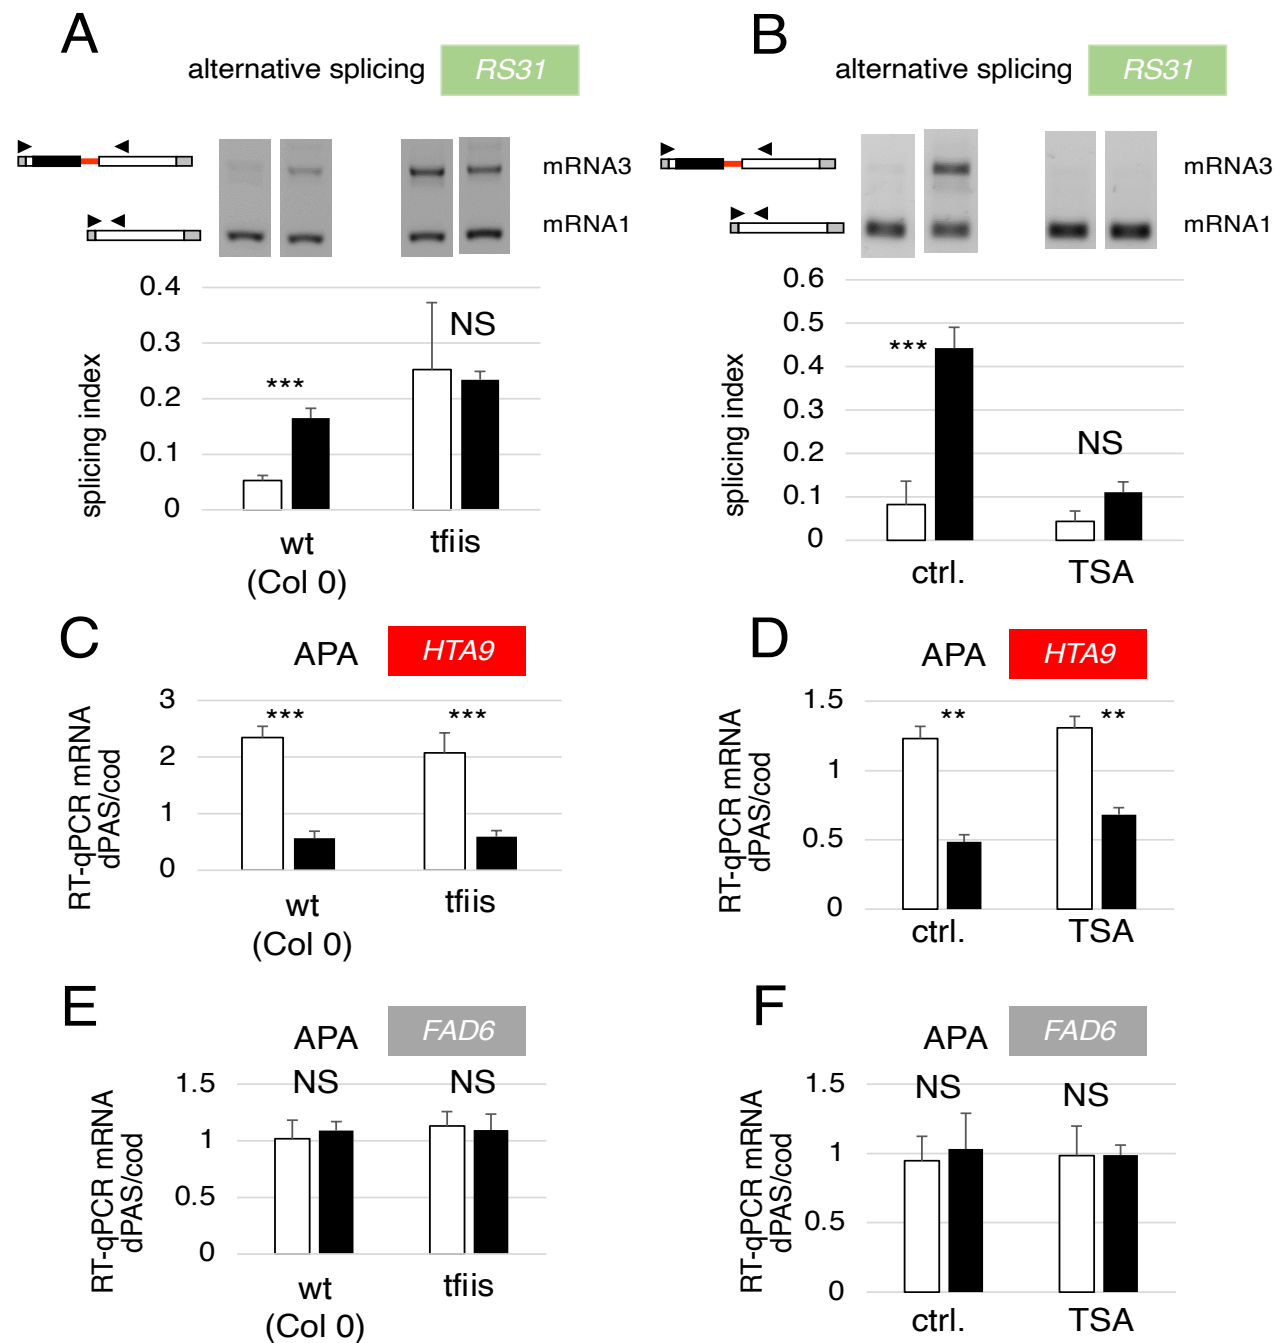 A
alternative splicing RS31
mRNA3
mRNA1
0.4
0.3
0.2
0.1
0
splicing index
***
NS
wt
(Col 0)
tfiis
B
alternative splicing RS31
mRNA3
mRNA1
0.6
0.5
0.4
0.3
0.2
0.1
0
splicing index
***
NS
ctrl.
TSA
C
APA HTA9
3
2
1
0
RT-qPCR mRNA
dPAS/cod
***
***
wt
(Col 0)
tfiis
D
APA HTA9
1.5
1
0.5
0
RT-qPCR mRNA
dPAS/cod
**
**
ctrl.
TSA
E
APA FAD6
1.5
1
0.5
0
RT-qPCR mRNA
dPAS/cod
NS
NS
wt
(Col 0)
tfiis
F
APA FAD6
1.5
1
0.5
0
RT-qPCR mRNA
dPAS/cod
NS
NS
ctrl.
TSA